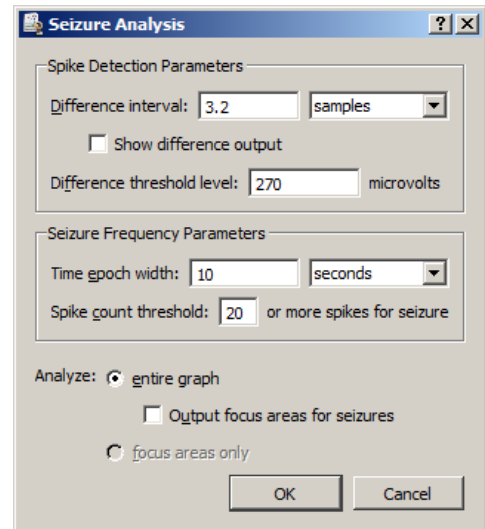 Seizure Analysis
Spike Detection Parameters
Difference interval: 3.2 samples
Show difference output
Difference threshold level: 270 microvolts
Seizure Frequency Parameters
Time epoch width: 10 seconds
Spike count threshold: 20 or more spikes for seizure
Analyze: entire graph
Output focus areas for seizures
focus areas only
OK Cancel